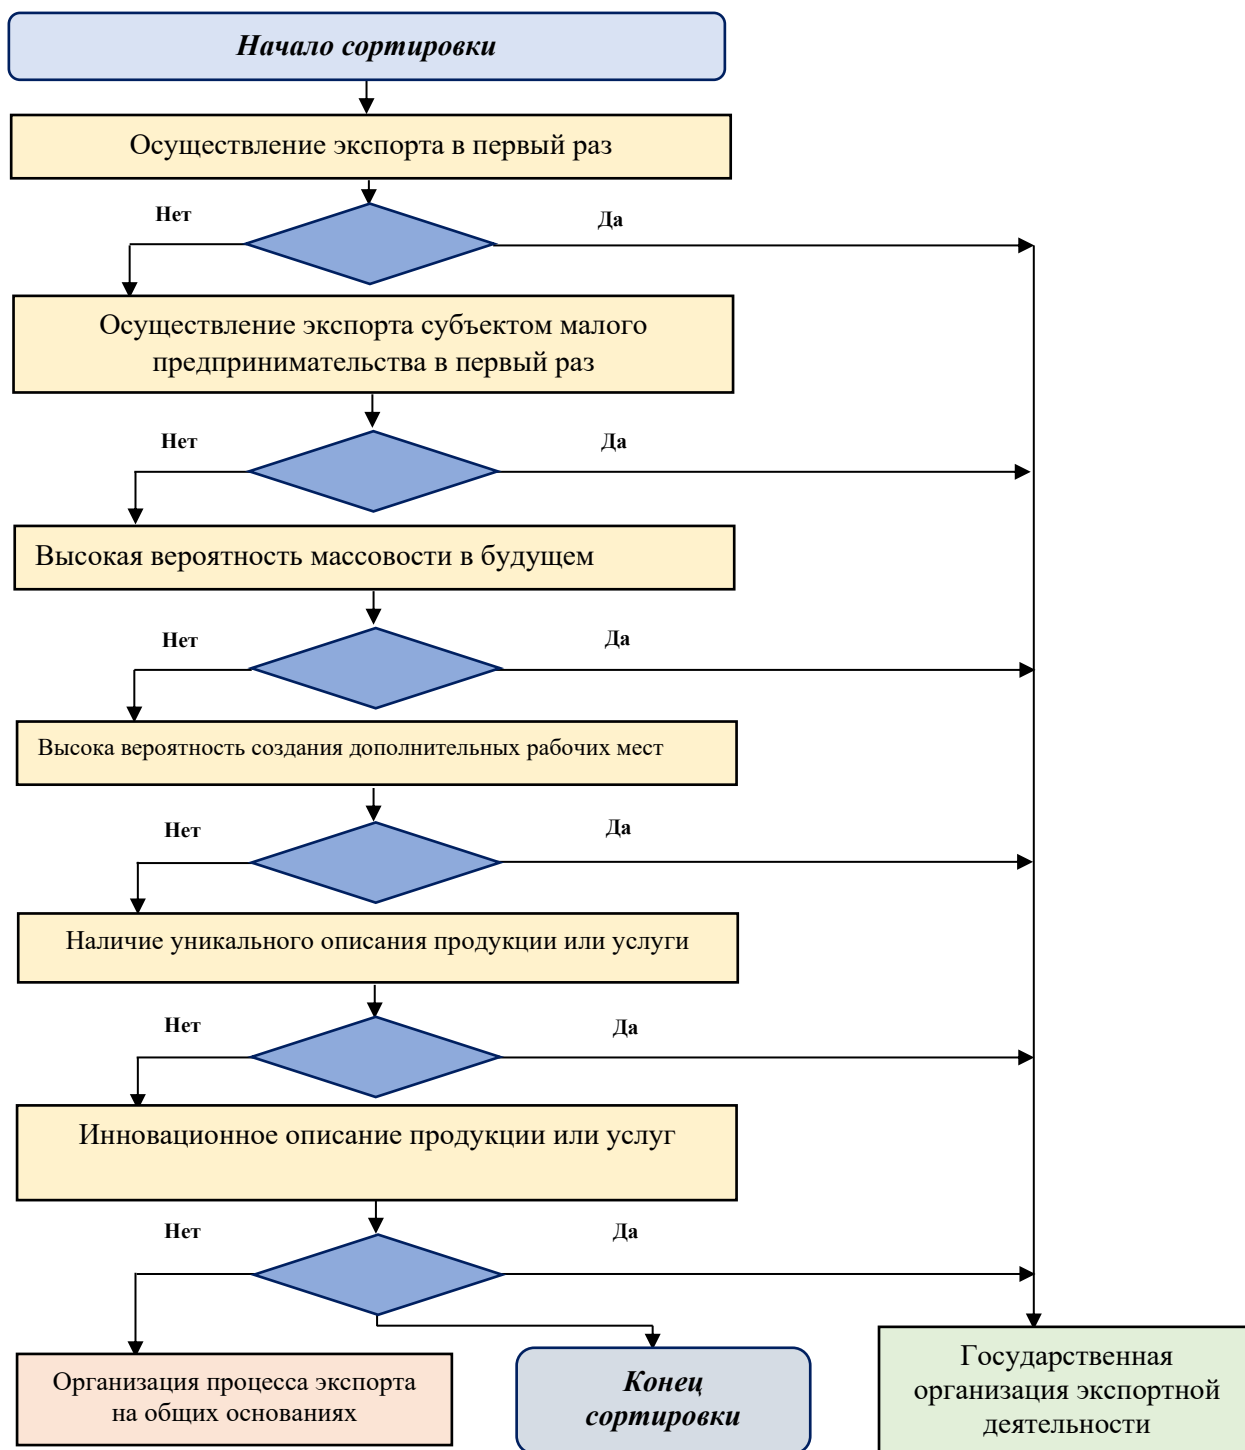 Начало сортировки
Осуществление экспорта в первый раз
Нет
Да
Осуществление экспорта субъектом малого
предпринимательства в первый раз
Нет
Да
Высокая вероятность массовости в будущем
Нет
Да
Высока вероятность создания дополнительных рабочих мест
Нет
Да
Наличие уникального описания продукции или услуги
Нет
Да
Инновационное описание продукции или услуг
Нет
Да
Организация процесса экспорта
на общих основаниях
Конец
сортировки
Государственная
организация экспортной
деятельности